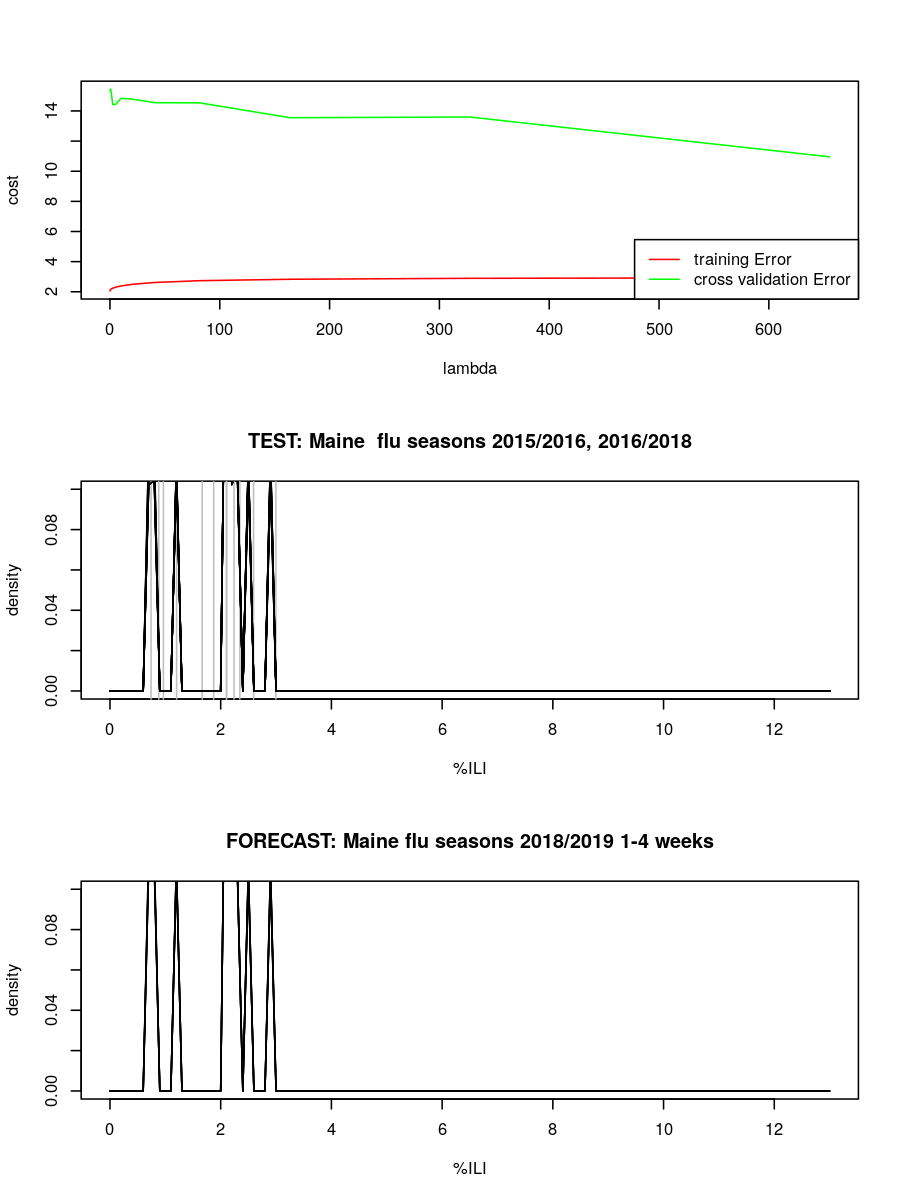 cost
14
10
8
6
4
2
training Error
cross validation Error
0 100 200 300 400 500 600
lambda
TEST: Maine  flu seasons 2015/2016, 2016/2018
density
0.08
0.04
0.00
0 2 4 6 8 10 12
%ILI
FORECAST: Maine flu seasons 2018/2019 1-4 weeks
density
0.08
0.04
0.00
0 2 4 6 8 10 12
%ILI